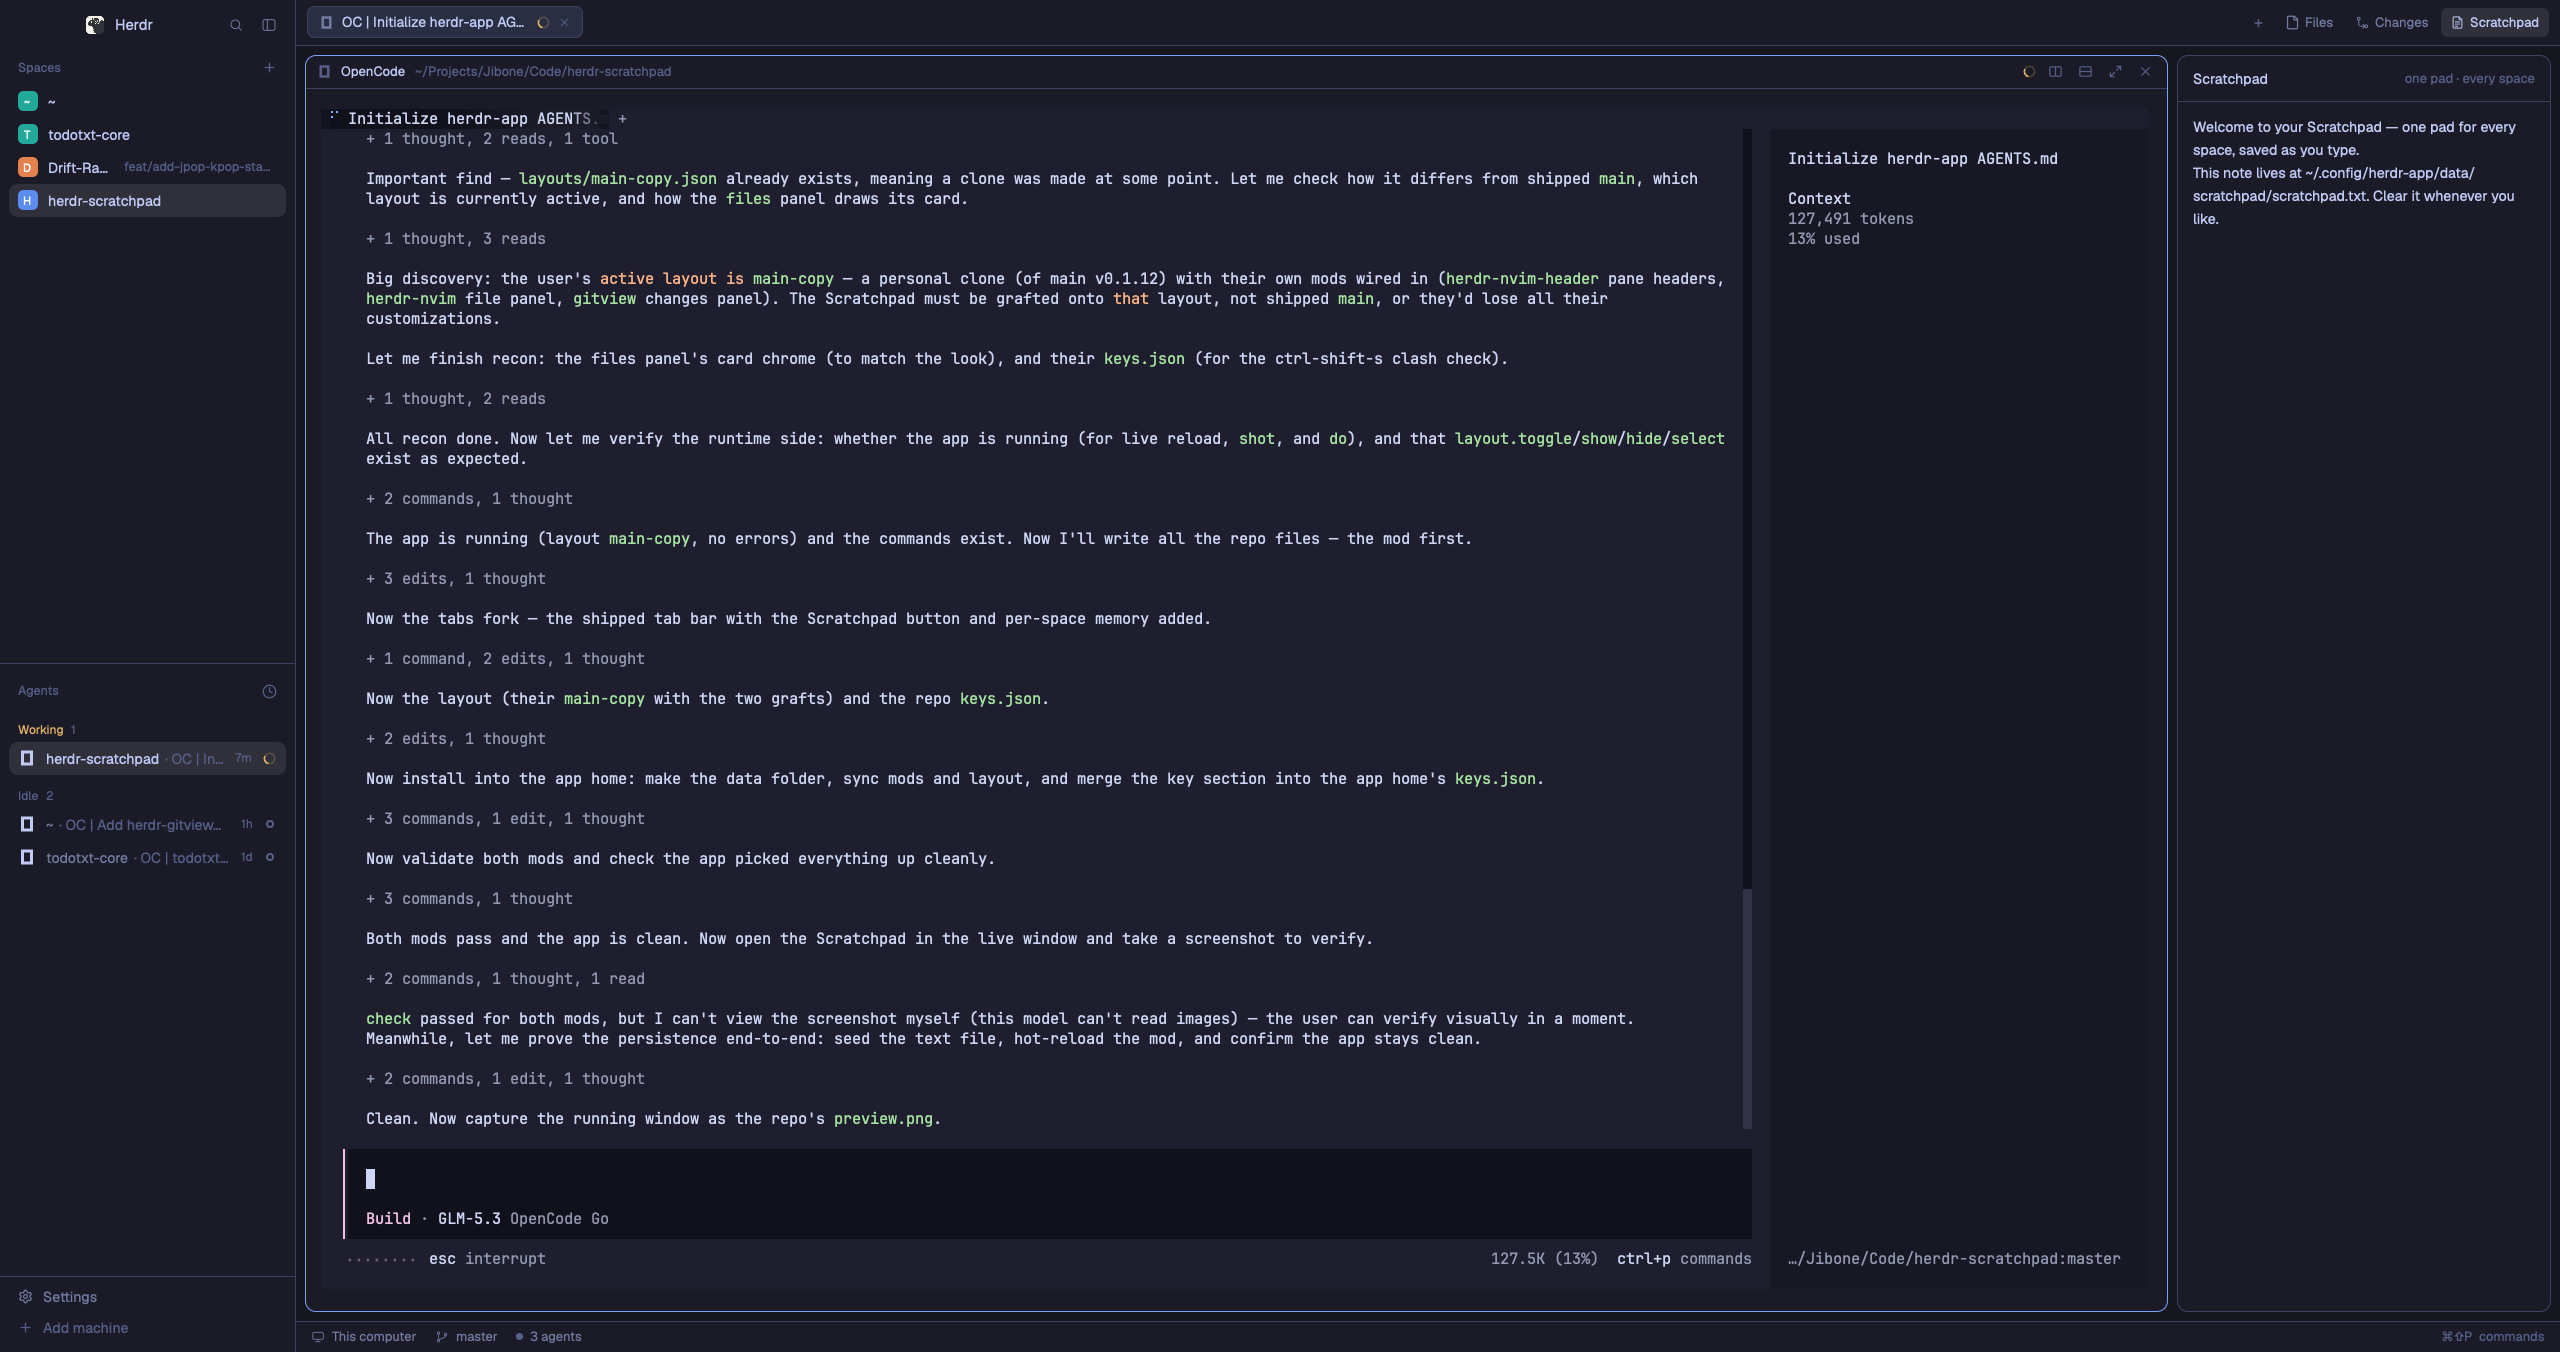 Herdr
Spaces
~ ~
T todotxt-core
D Drift-Ra… feat/add-jpop-kpop-sta…
H herdr-scratchpad
Agents
Working 1
herdr-scratchpad · OC | In… 7m
Idle 2
~ · OC | Add herdr-gitview… 1h
todotxt-core · OC | todotxt… 1d
Settings
+ Add machine
OC | Initialize herdr-app AG… ×
+ Files Changes Scratchpad
OpenCode ~/Projects/Jibone/Code/herdr-scratchpad
Initialize herdr-app AGENTS. +
+ 1 thought, 2 reads, 1 tool
Important find — layouts/main-copy.json already exists, meaning a clone was made at some point. Let me check how it differs from shipped main, which
layout is currently active, and how the files panel draws its card.
+ 1 thought, 3 reads
Big discovery: the user's active layout is main-copy — a personal clone (of main v0.1.12) with their own mods wired in (herdr-nvim-header pane headers,
herdr-nvim file panel, gitview changes panel). The Scratchpad must be grafted onto that layout, not shipped main, or they'd lose all their
customizations.
Let me finish recon: the files panel's card chrome (to match the look), and their keys.json (for the ctrl-shift-s clash check).
+ 1 thought, 2 reads
All recon done. Now let me verify the runtime side: whether the app is running (for live reload, shot, and do), and that layout.toggle/show/hide/select
exist as expected.
+ 2 commands, 1 thought
The app is running (layout main-copy, no errors) and the commands exist. Now I'll write all the repo files — the mod first.
+ 3 edits, 1 thought
Now the tabs fork — the shipped tab bar with the Scratchpad button and per-space memory added.
+ 1 command, 2 edits, 1 thought
Now the layout (their main-copy with the two grafts) and the repo keys.json.
+ 2 edits, 1 thought
Now install into the app home: make the data folder, sync mods and layout, and merge the key section into the app home's keys.json.
+ 3 commands, 1 edit, 1 thought
Now validate both mods and check the app picked everything up cleanly.
+ 3 commands, 1 thought
Both mods pass and the app is clean. Now open the Scratchpad in the live window and take a screenshot to verify.
+ 2 commands, 1 thought, 1 read
check passed for both mods, but I can't view the screenshot myself (this model can't read images) — the user can verify visually in a moment.
Meanwhile, let me prove the persistence end-to-end: seed the text file, hot-reload the mod, and confirm the app stays clean.
+ 2 commands, 1 edit, 1 thought
Clean. Now capture the running window as the repo's preview.png.
Build · GLM-5.3 OpenCode Go
esc interrupt 127.5K (13%) ctrl+p commands
Initialize herdr-app AGENTS.md
Context
127,491 tokens
13% used
…/Jibone/Code/herdr-scratchpad:master
Scratchpad one pad · every space
Welcome to your Scratchpad — one pad for every
space, saved as you type.
This note lives at ~/.config/herdr-app/data/
scratchpad/scratchpad.txt. Clear it whenever you
like.
This computer master 3 agents
⌘⇧P commands